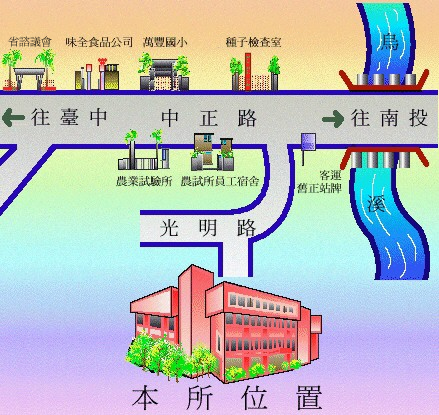 烏
省諮議會
味全食品公司
萬豐國小
種子檢查室
往臺中
中正路
往南投
農業試驗所
農試所員工宿舍
客運
舊正站牌
溪
光明路
本所位置